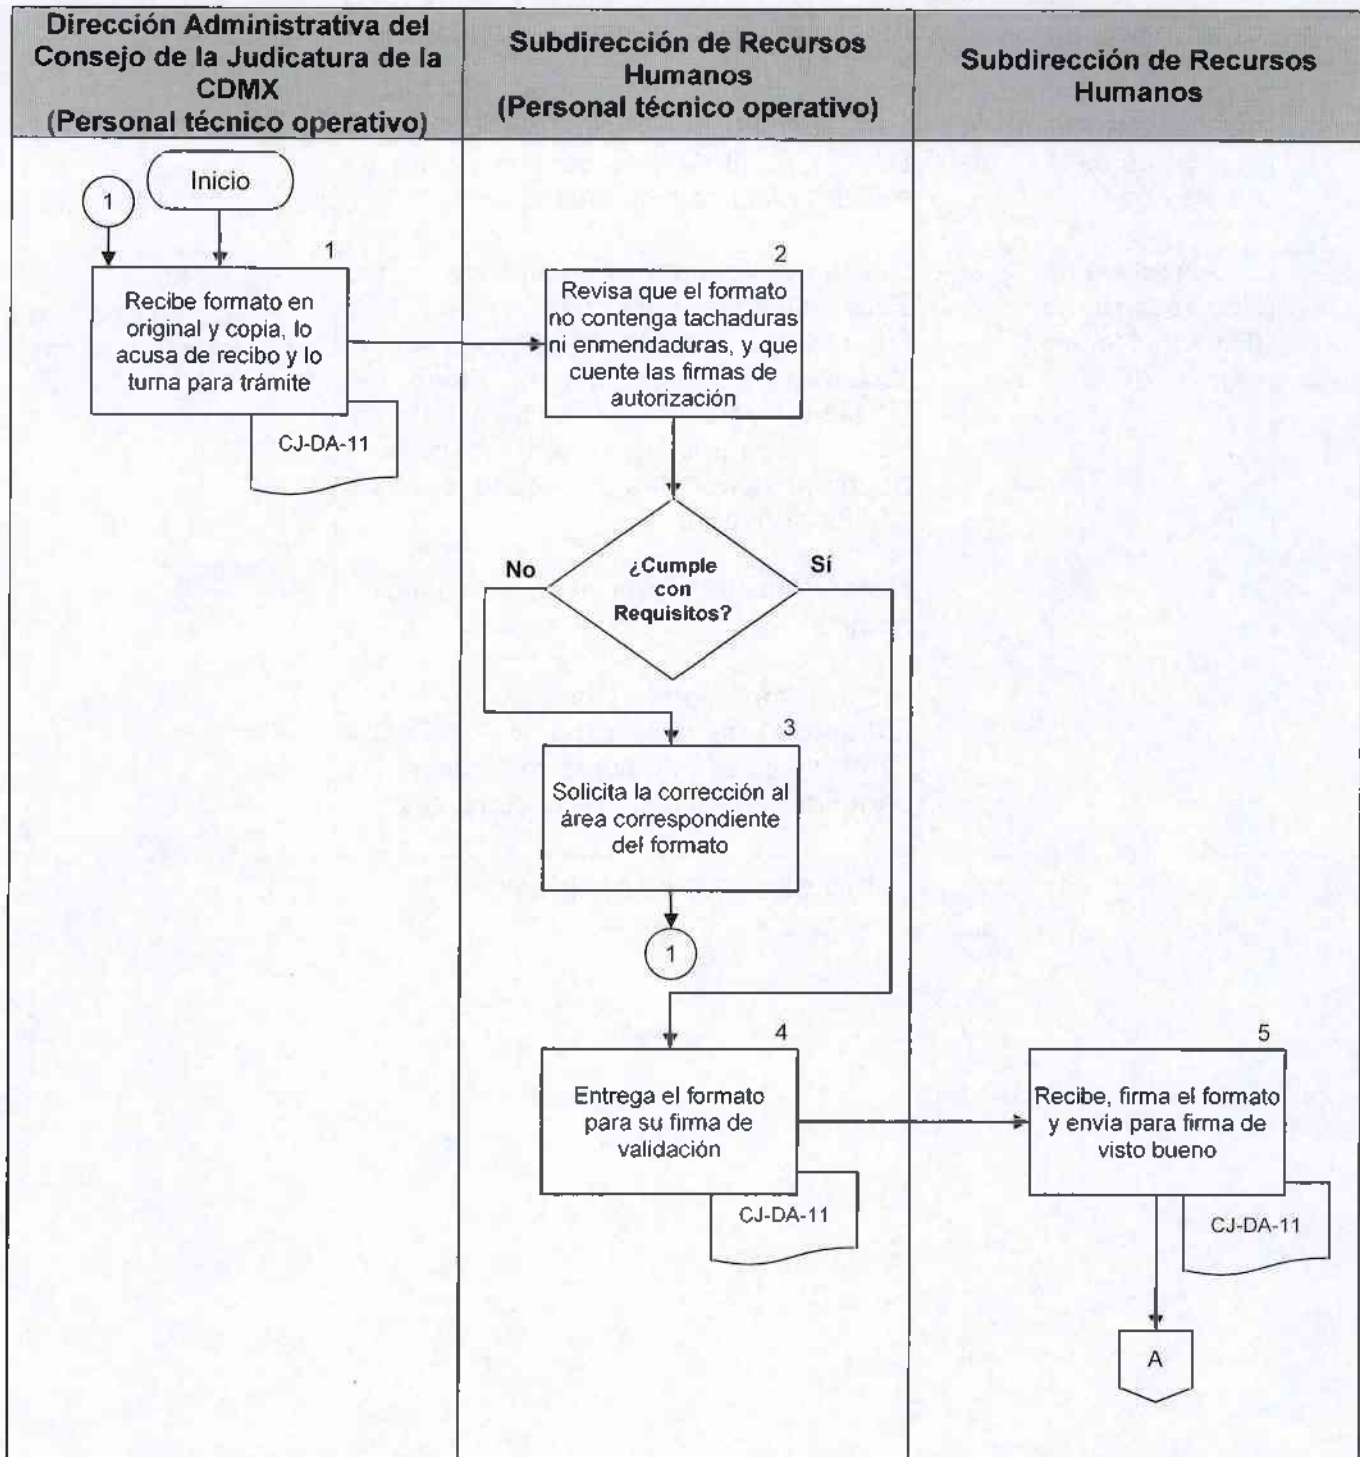 Dirección Administrativa del
Consejo de la Judicatura de la
CDMX
(Personal técnico operativo)
Subdirección de Recursos
Humanos
(Personal técnico operativo)
Subdirección de Recursos
Humanos
Inicio
1
1
Recibe formato en
original y copia, lo
acusa de recibo y lo
turna para trámite
CJ-DA-11
2
Revisa que el formato
no contenga tachaduras
ni enmendaduras, y que
cuente las firmas de
autorización
¿Cumple
con
Requisitos?
No
Sí
3
Solicita la corrección al
área correspondiente
del formato
1
4
Entrega el formato
para su firma de
validación
CJ-DA-11
5
Recibe, firma el formato
y envia para firma de
visto bueno
CJ-DA-11
A